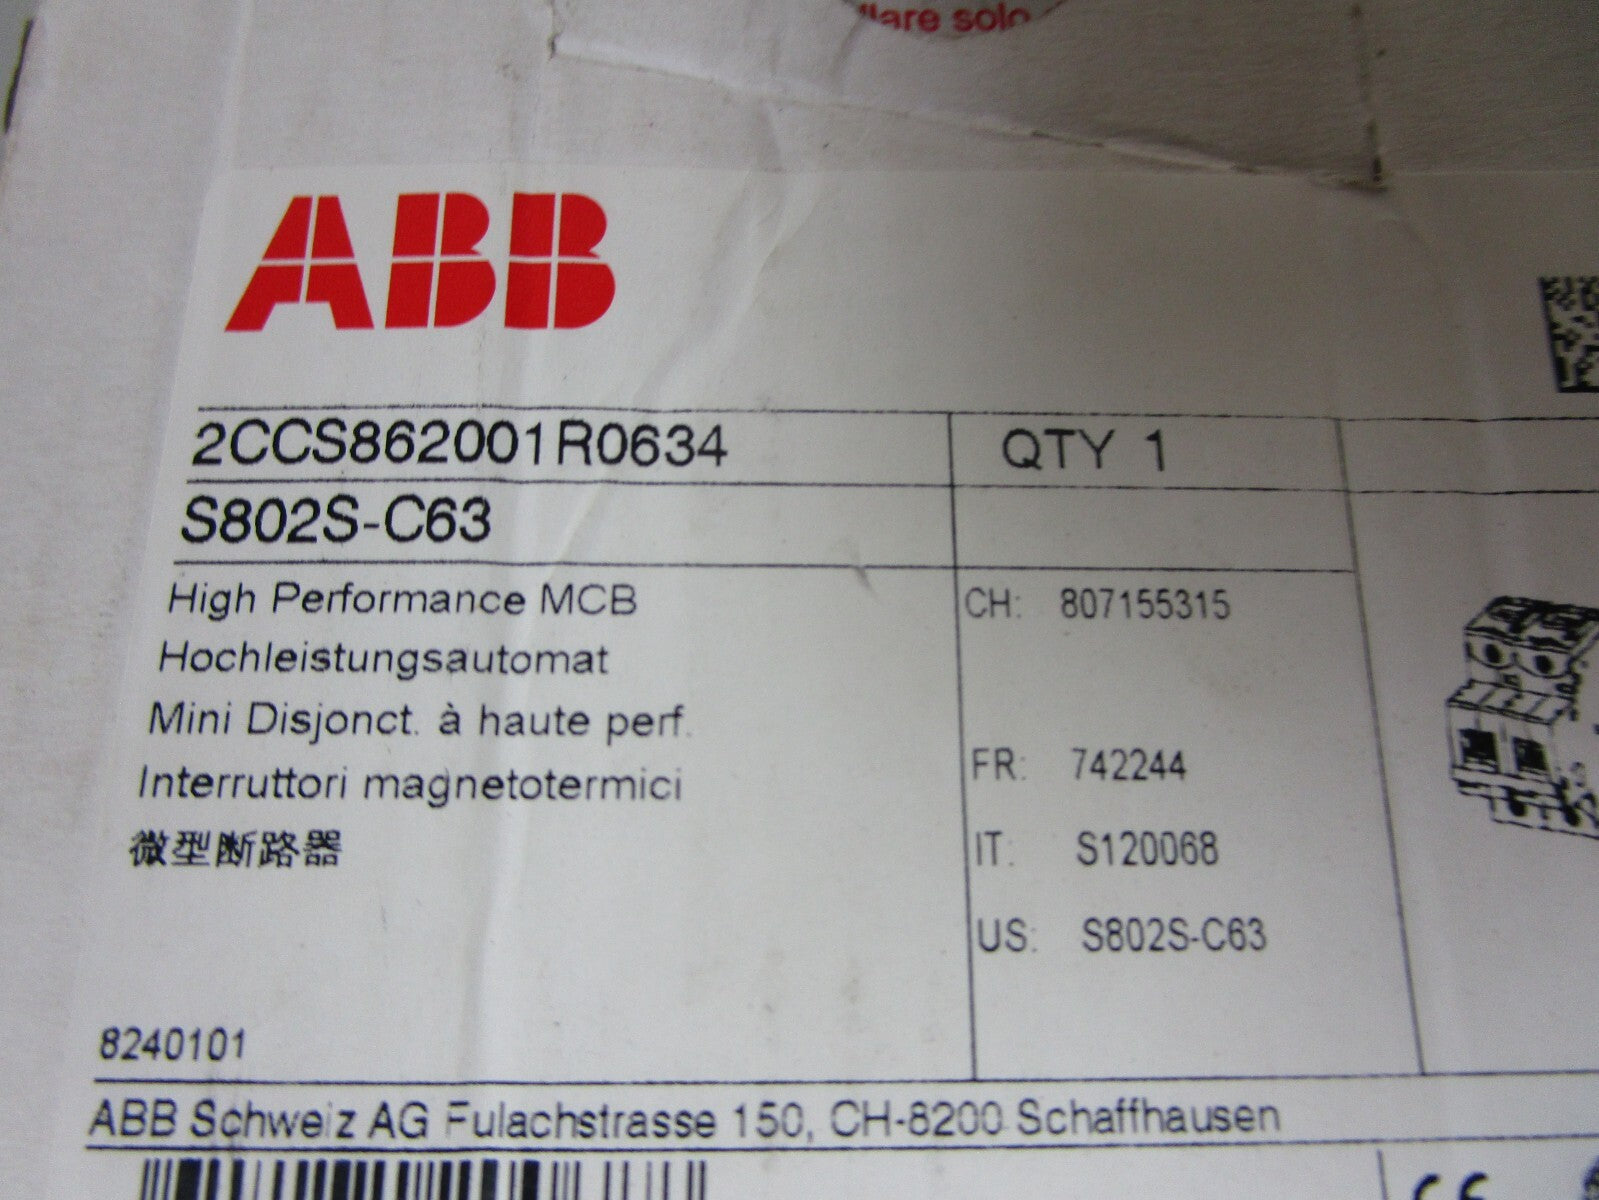 solo
ABB
2CCS862001R0634 QTY 1
S802S-C63
High Performance MCB
Hochleistungsautomat
Mini Disjonct. à haute perf.
Interruttori magnetotermici
微型断路器
CH: 807155315
FR: 742244
IT: S120068
US: S802S-C63
8240101
ABB Schweiz AG Fulachstrasse 150, CH-8200 Schaffhausen
CE